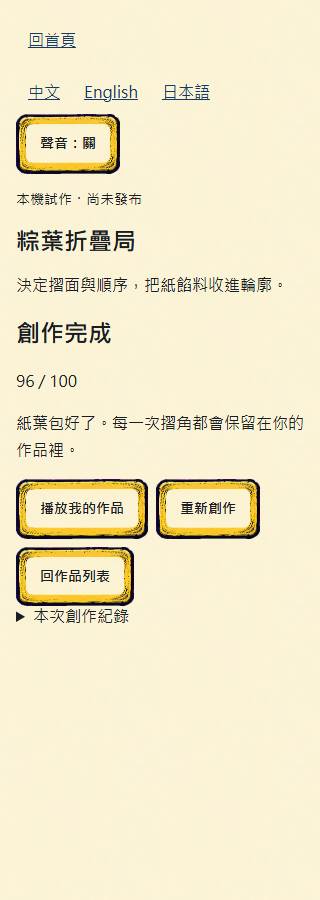 回首頁
中文 English 日本語
聲音：關
本機試作・尚未發布
粽葉折疊局
決定摺面與順序，把紙餡料收進輪廓。
創作完成
96 / 100
紙葉包好了。每一次摺角都會保留在你的
作品裡。
播放我的作品 重新創作
回作品列表
▶ 本次創作紀錄